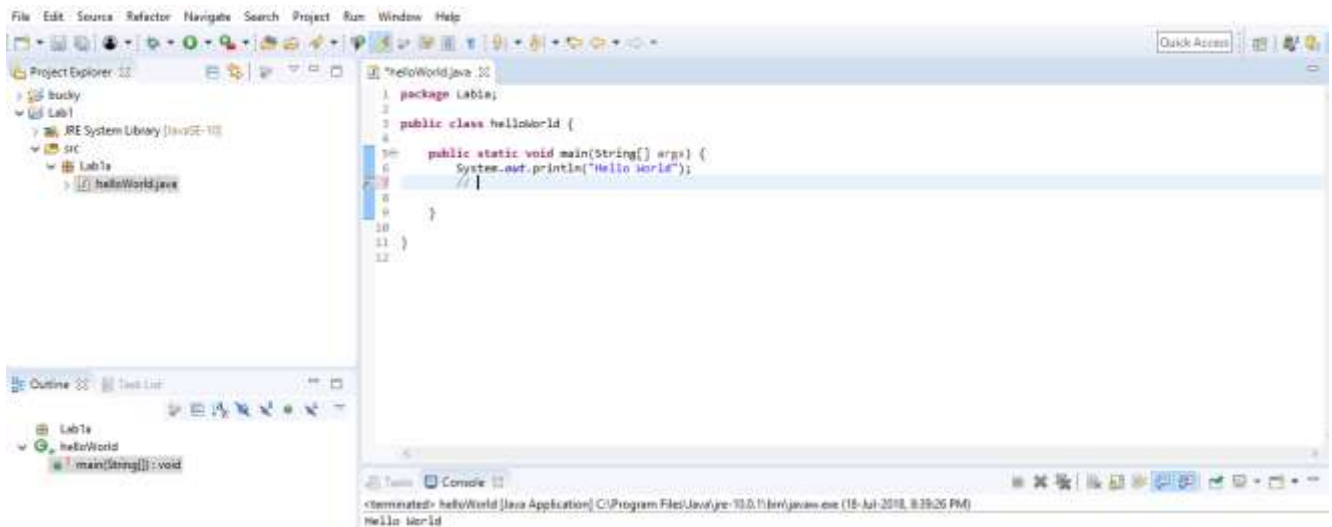 File Edit Source Refactor Navigate Search Project Run Window Help
Quick Access
Project Explorer
bucky
Lab1
JRE System Library [JavaSE-10]
src
Lab1a
helloWorld.java
*helloWorld.java
1 package Lab1a;
2
3 public class helloWorld {
4
5 public static void main(String[] args) {
6 System.out.println("Hello World");
7 //
8
9 }
10
11 }
12
Outline Task List
Lab1a
helloWorld
main(String[]) : void
Console
<terminated> helloWorld [Java Application] C:\Program Files\Java\jre-10.0.1\bin\javaw.exe (18-Jul-2018, 8:39:26 PM)
Hello World